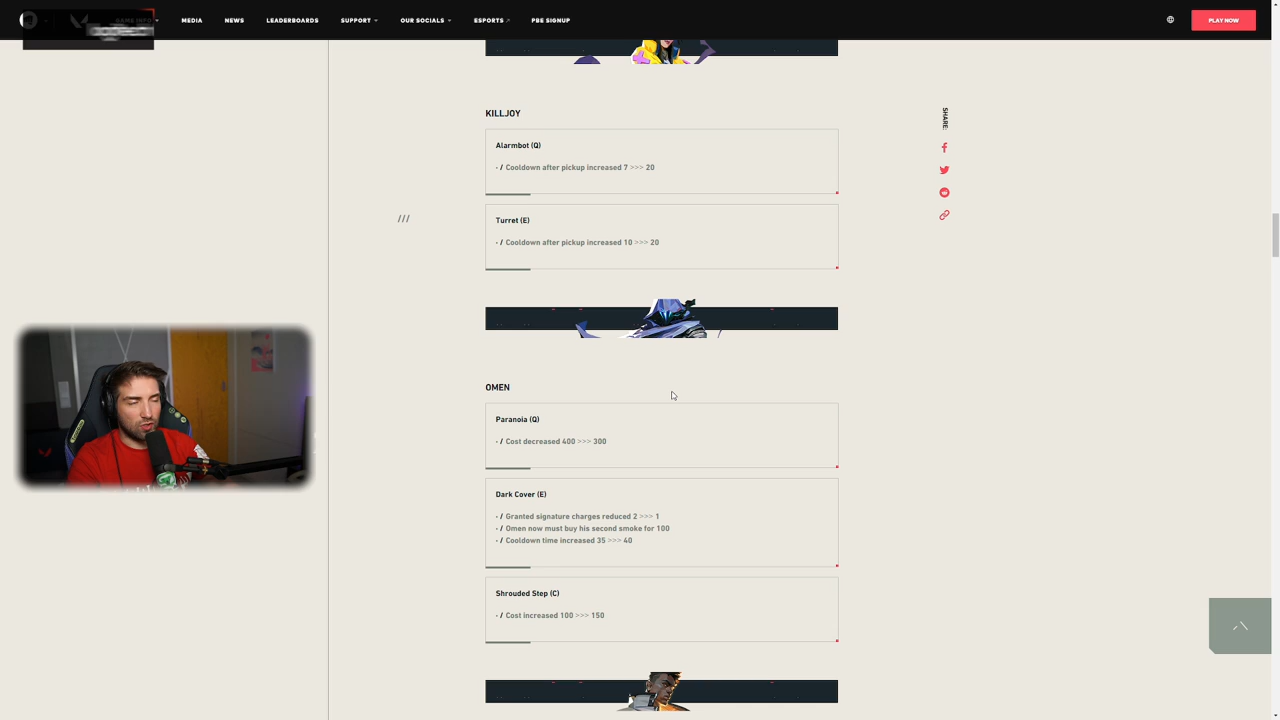 MEDIA
NEWS
LEADERBOARDS
SUPPORT
OUR SOCIALS
ESPORTS
PBE SIGNUP
PLAY NOW
SHARE:
KILLJOY
Alarmbot (Q)
· / Cooldown after pickup increased 7 >>> 20
Turret (E)
· / Cooldown after pickup increased 10 >>> 20
///
OMEN
Paranoia (Q)
· / Cost decreased 400 >>> 300
Dark Cover (E)
· / Granted signature charges reduced 2 >>> 1
· / Omen now must buy his second smoke for 100
· / Cooldown time increased 35 >>> 40
Shrouded Step (C)
· / Cost increased 100 >>> 150